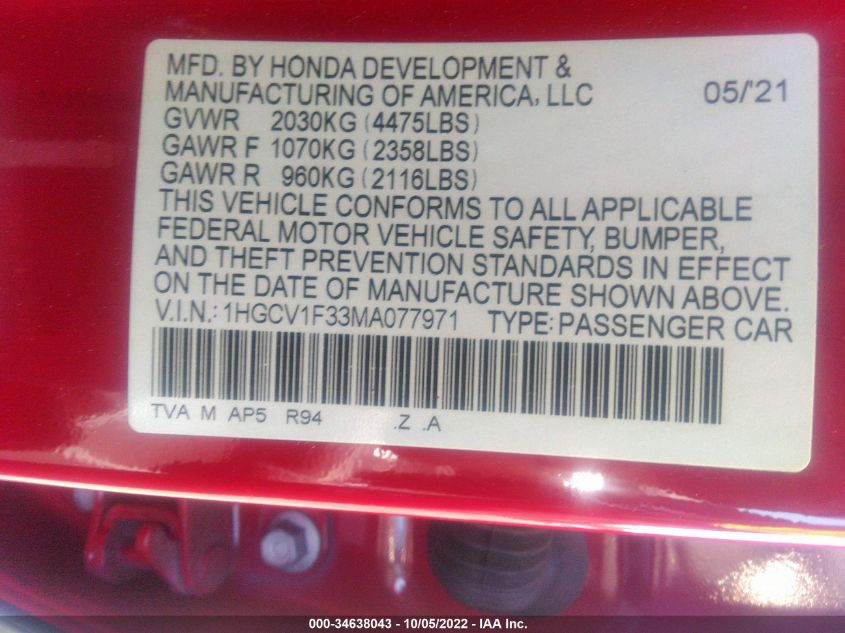 MFD. BY HONDA DEVELOPMENT &
MANUFACTURING OF AMERICA, LLC 05/'21
GVWR 2030KG (4475LBS)
GAWR F 1070KG (2358LBS)
GAWR R 960KG (2116LBS)
THIS VEHICLE CONFORMS TO ALL APPLICABLE
FEDERAL MOTOR VEHICLE SAFETY, BUMPER,
AND THEFT PREVENTION STANDARDS IN EFFECT
ON THE DATE OF MANUFACTURE SHOWN ABOVE.
V.I.N.: 1HGCV1F33MA077971 TYPE: PASSENGER CAR
TVA M AP5 R94 .Z .A
000-34638043 - 10/05/2022 - IAA Inc.